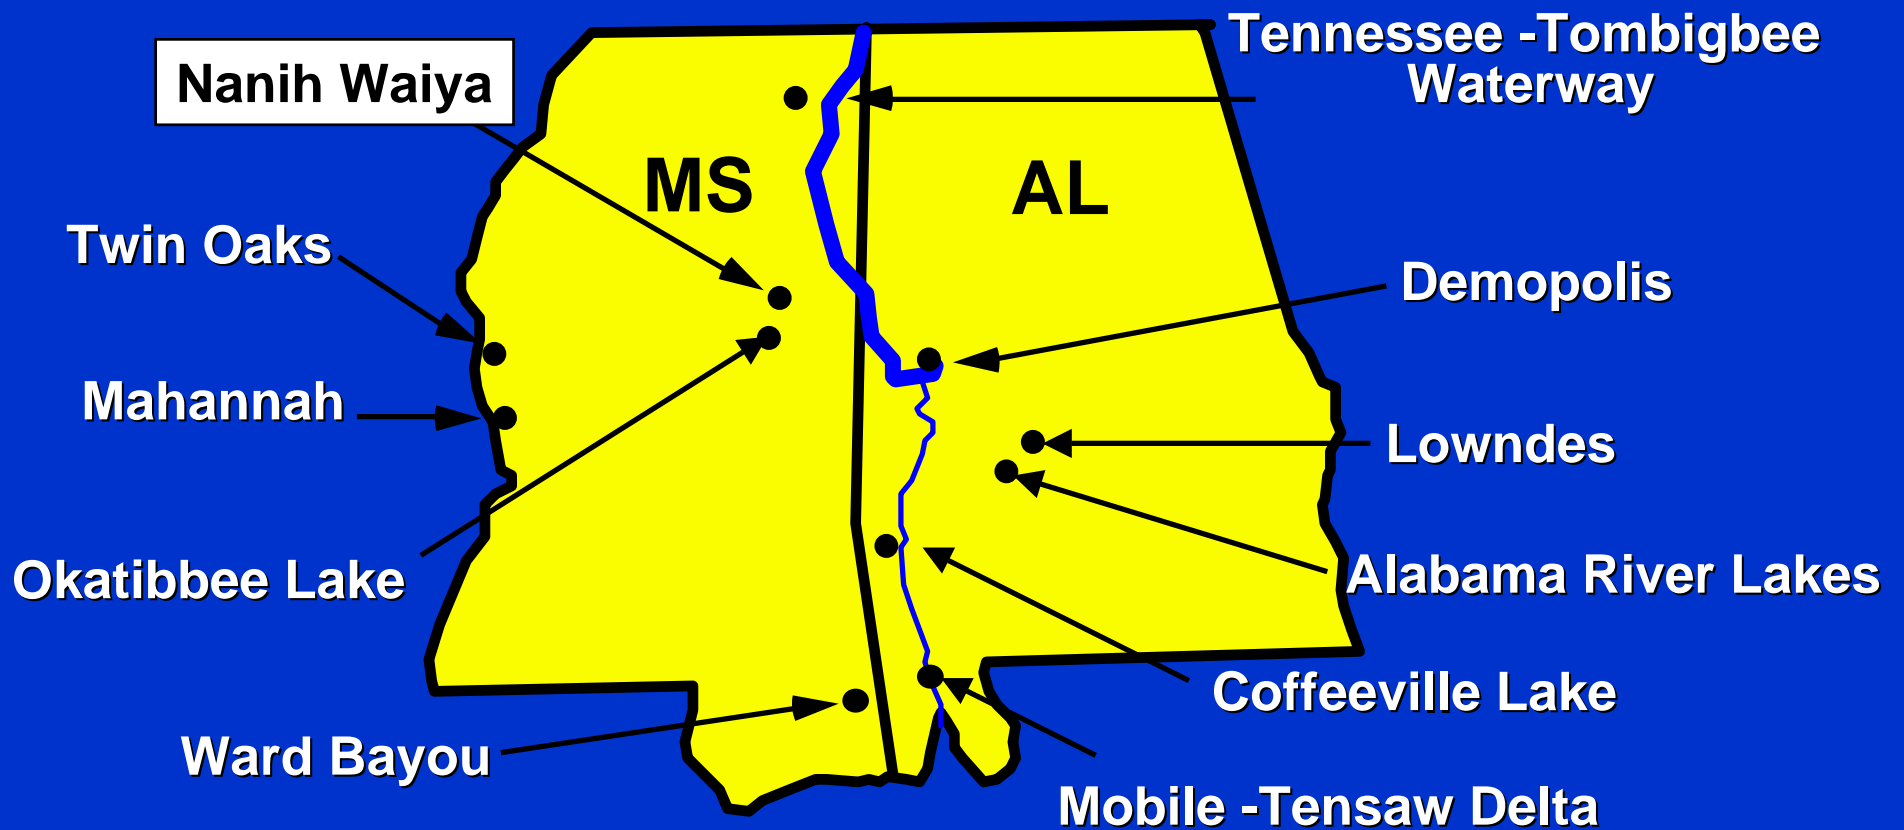 Tennessee -Tombigbee
Waterway
Nanih Waiya
MS
AL
Twin Oaks
Demopolis
Mahannah
Lowndes
Okatibbee Lake
Alabama River Lakes
Coffeeville Lake
Ward Bayou
Mobile -Tensaw Delta